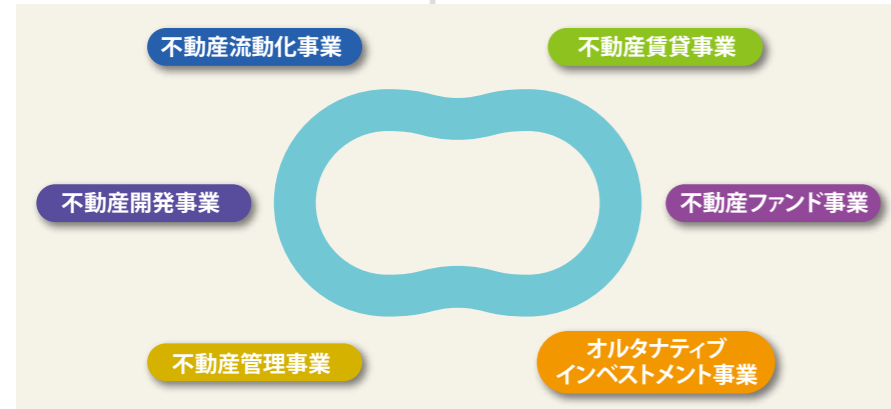 不動産流動化事業
不動産賃貸事業
不動産開発事業
不動産ファンド事業
不動産管理事業
オルタナティブ
インベストメント事業